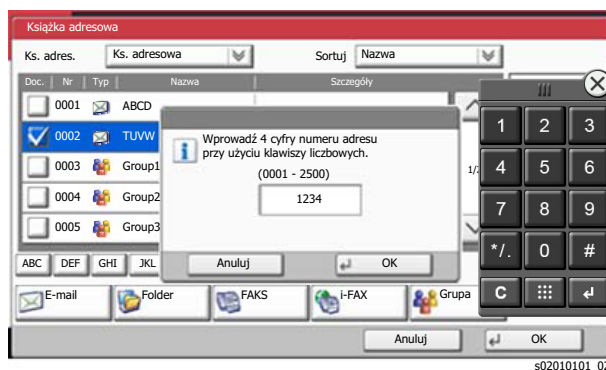 Książka adresowa
Ks. adres. Ks. adresowa Sortuj Nazwa
Doc. Nr Typ Nazwa Szczegóły
0001 ABCD
0002 TUVW
0003 Group1
0004 Group2
0005 Group3
Wprowadź 4 cyfry numeru adresu
przy użyciu klawiszy liczbowych.
(0001 - 2500)
1234
Anuluj OK
1/
1 2 3
4 5 6
7 8 9
*/. 0 #
C
ABC DEF GHI JKL
E-mail Folder FAKS i-FAX Grupa
Anuluj OK
s02010101_02